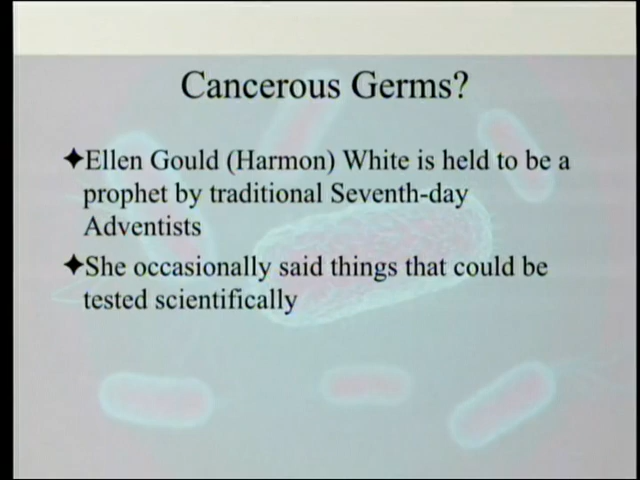 Cancerous Germs?
Ellen Gould (Harmon) White is held to be a
prophet by traditional Seventh-day
Adventists
She occasionally said things that could be
tested scientifically